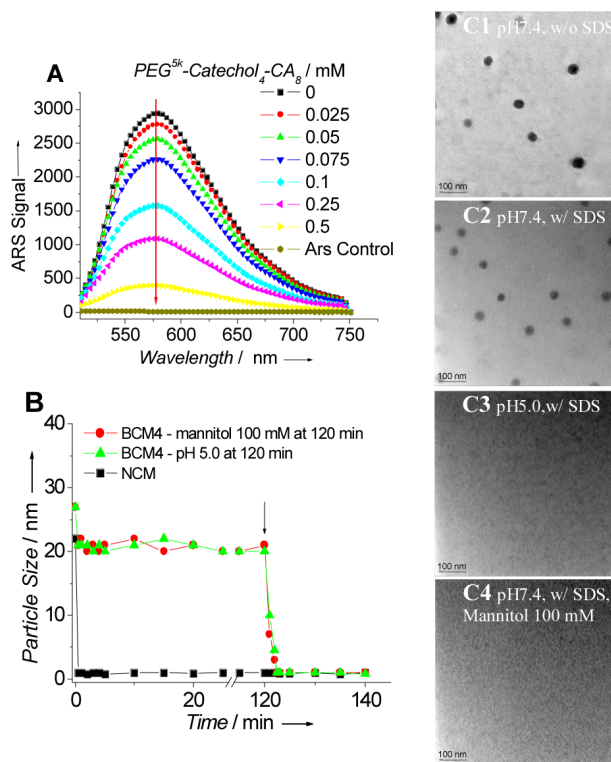 A
PEG5k-Catechol4-CA8 / mM
0
0.025
0.05
0.075
0.1
0.25
0.5
Ars Control
ARS Signal
3000
2500
2000
1500
1000
500
0
550 600 650 700 750
Wavelength / nm
B
BCM4 - mannitol 100 mM at 120 min
BCM4 - pH 5.0 at 120 min
NCM
Particle Size / nm
40
30
20
10
0
0 20 120 140
Time / min
C1 pH7.4, w/o SDS
100 nm
C2 pH7.4, w/ SDS
100 nm
C3 pH5.0,w/ SDS
100 nm
C4 pH7.4, w/ SDS,
Mannitol 100 mM
100 nm